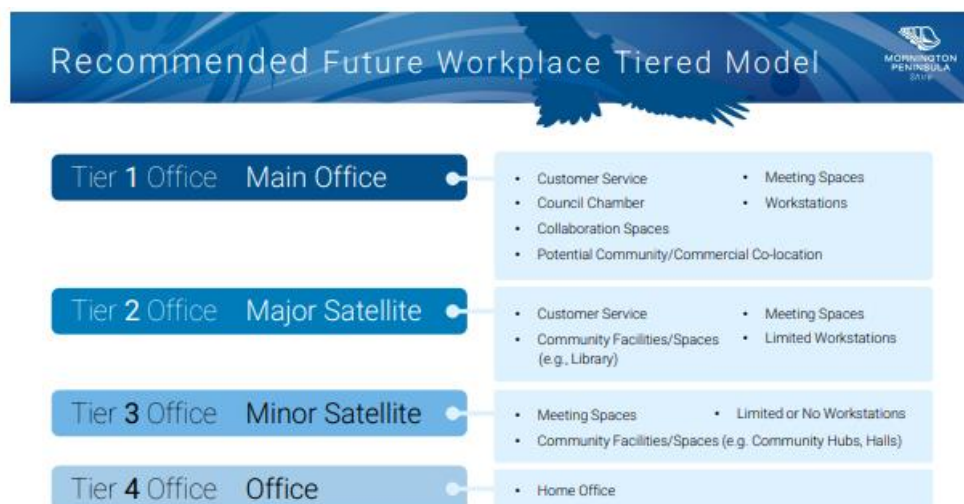 Recommended Future Workplace Tiered Model
MORNINGTON
PENINSULA
Tier 1 Office Main Office
• Customer Service
• Council Chamber
• Collaboration Spaces
• Potential Community/Commercial Co-location
• Meeting Spaces
• Workstations
Tier 2 Office Major Satellite
• Customer Service
• Community Facilities/Spaces
(e.g., Library)
• Meeting Spaces
• Limited Workstations
Tier 3 Office Minor Satellite
• Meeting Spaces
• Limited or No Workstations
• Community Facilities/Spaces (e.g. Community Hubs, Halls)
Tier 4 Office Office
• Home Office